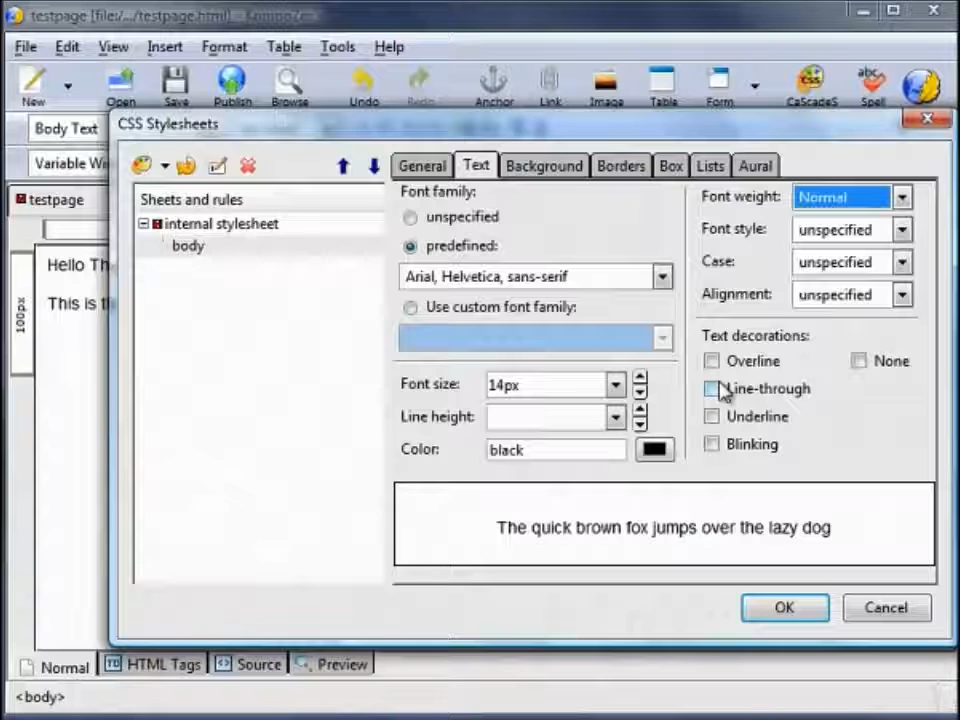 testpage [file:/.../testpage.html] - KompoZer
File Edit View Insert Format Table Tools Help
New Open Save Publish Browse Undo Redo Anchor Link Image Table Form CaScadeS Spell
Body Text
CSS Stylesheets
Variable Wi
testpage
General Text Background Borders Box Lists Aural
Sheets and rules
internal stylesheet
body
Font family:
unspecified
predefined:
Arial, Helvetica, sans-serif
Use custom font family:
Font size: 14px
Line height:
Color: black
Font weight: Normal
Font style: unspecified
Case: unspecified
Alignment: unspecified
Text decorations:
Overline None
Line-through
Underline
Blinking
The quick brown fox jumps over the lazy dog
OK Cancel
Hello Th
This is t
100px
Normal HTML Tags Source Preview
<body>